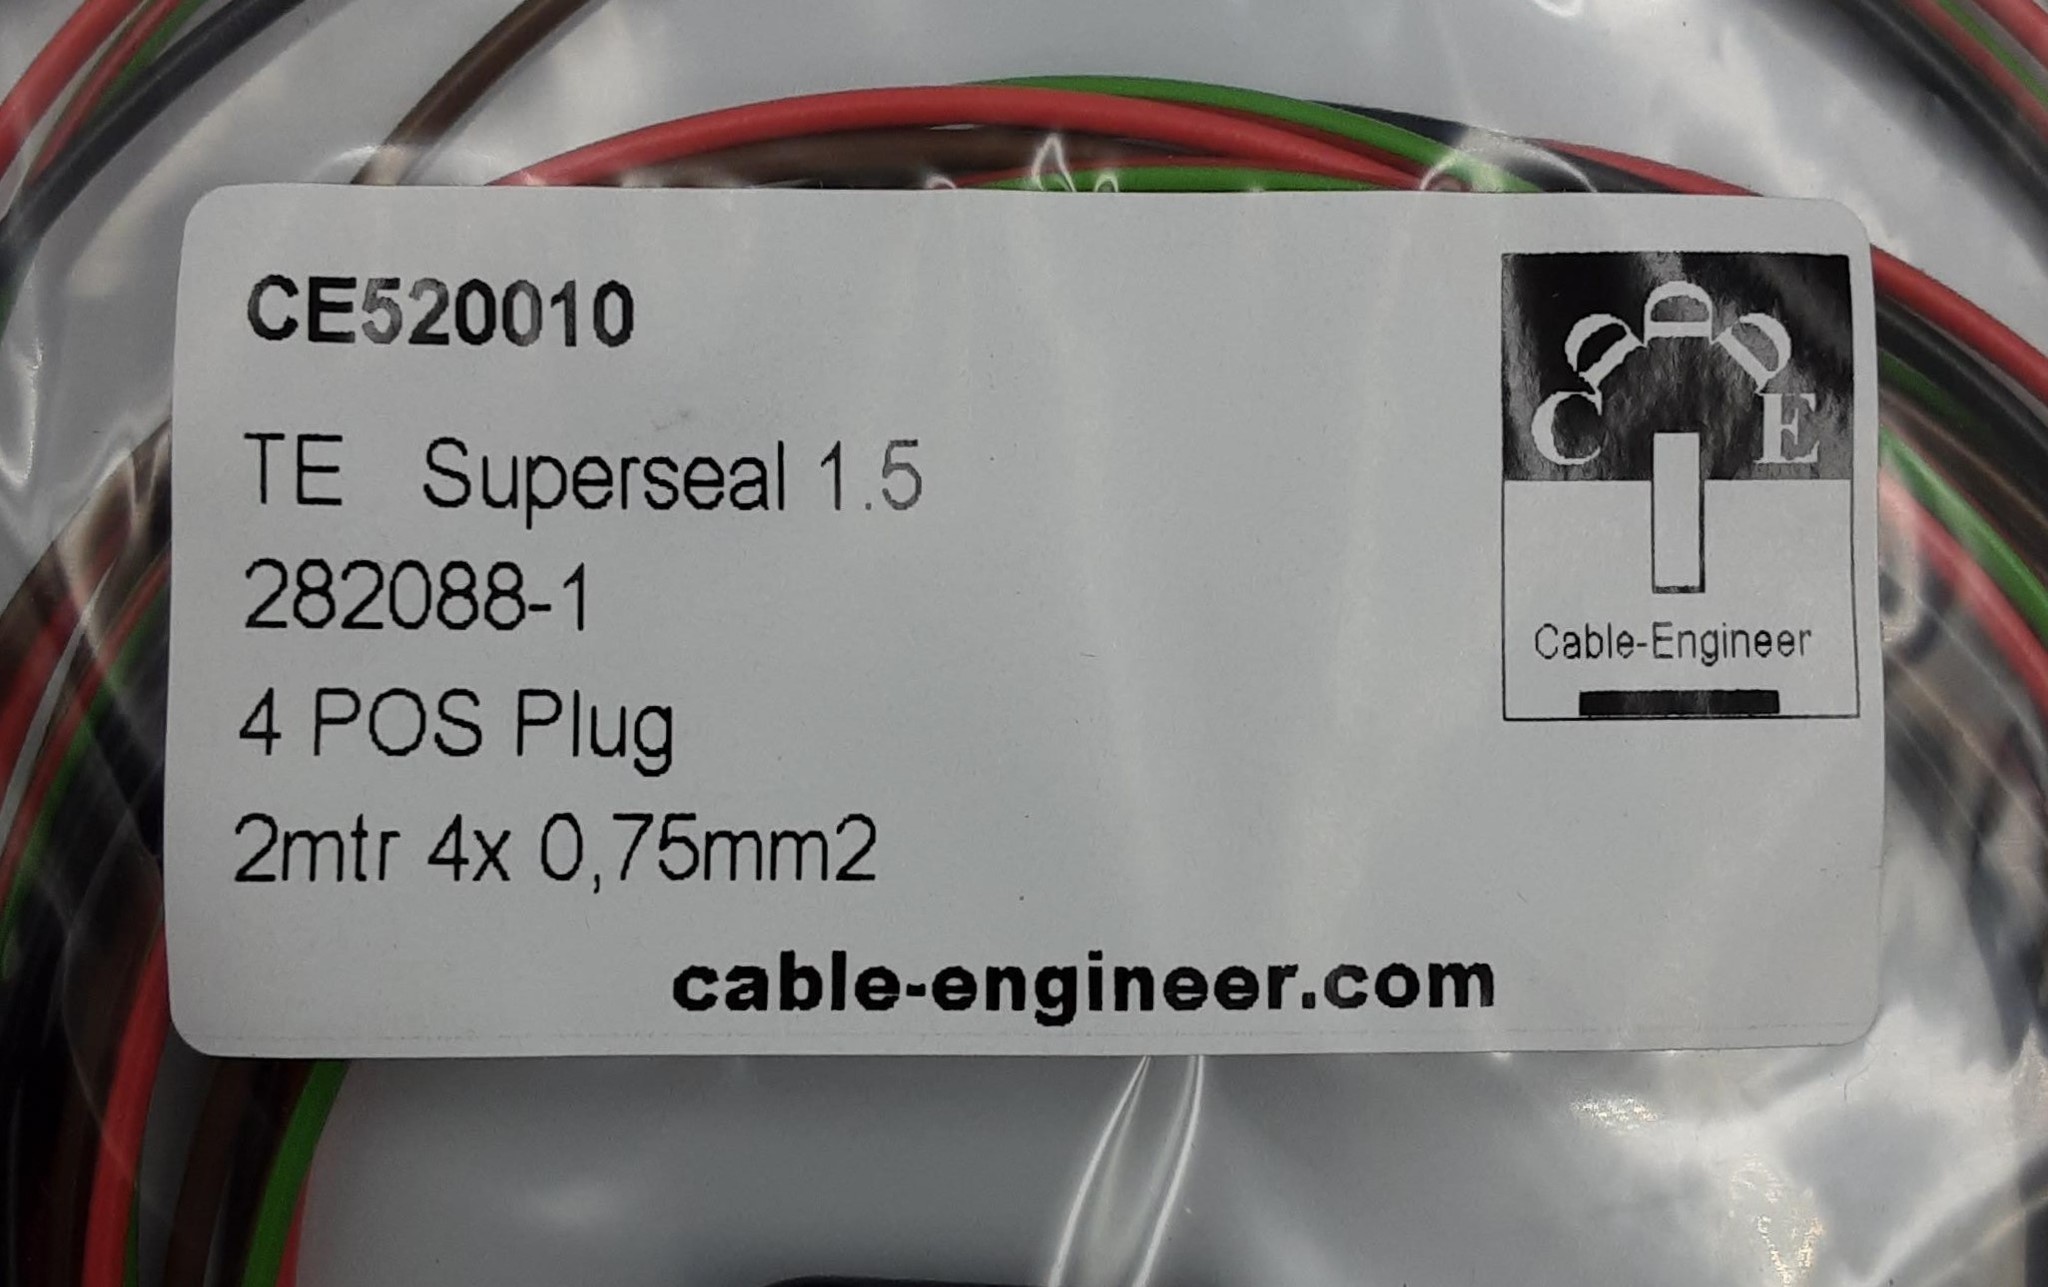 CE520010
TE Superseal 1.5
282088-1
4 POS Plug
2mtr 4x 0,75mm2
cable-engineer.com
C E
Cable-Engineer